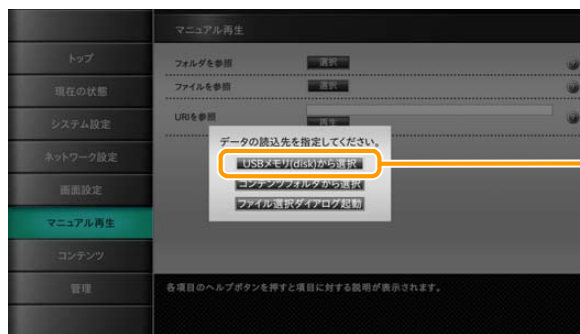 マニュアル再生
トップ
現在の状態
システム設定
ネットワーク設定
画面設定
マニュアル再生
コンテンツ
管理
フォルダを参照
選択
ファイルを参照
選択
URIを参照
再生
データの読込先を指定してください。
USBメモリ(disk)から選択
コンテンツフォルダから選択
ファイル選択ダイアログ起動
各項目のヘルプボタンを押すと項目に対する説明が表示されます。